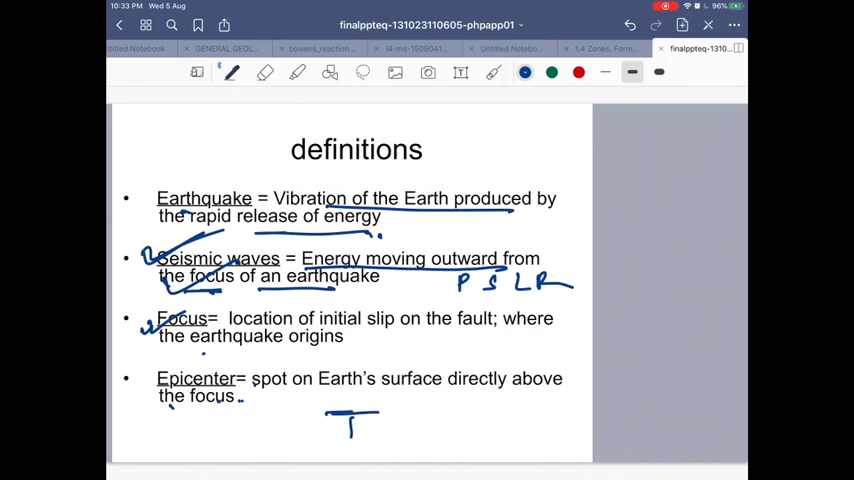 10:33 PM Wed 5 Aug
96%
finalppteq-131023110605-phpapp01
ntitled Notebook
GENERAL GEOL...
bowens_reaction...
l4-ms-1509041...
Untitled Notebo...
1.4 Zones, Form...
finalppteq-1310...
definitions
• Earthquake = Vibration of the Earth produced by
the rapid release of energy
• Seismic waves = Energy moving outward from
the focus of an earthquake
P S L R
• Focus= location of initial slip on the fault; where
the earthquake origins
• Epicenter= spot on Earth's surface directly above
the focus